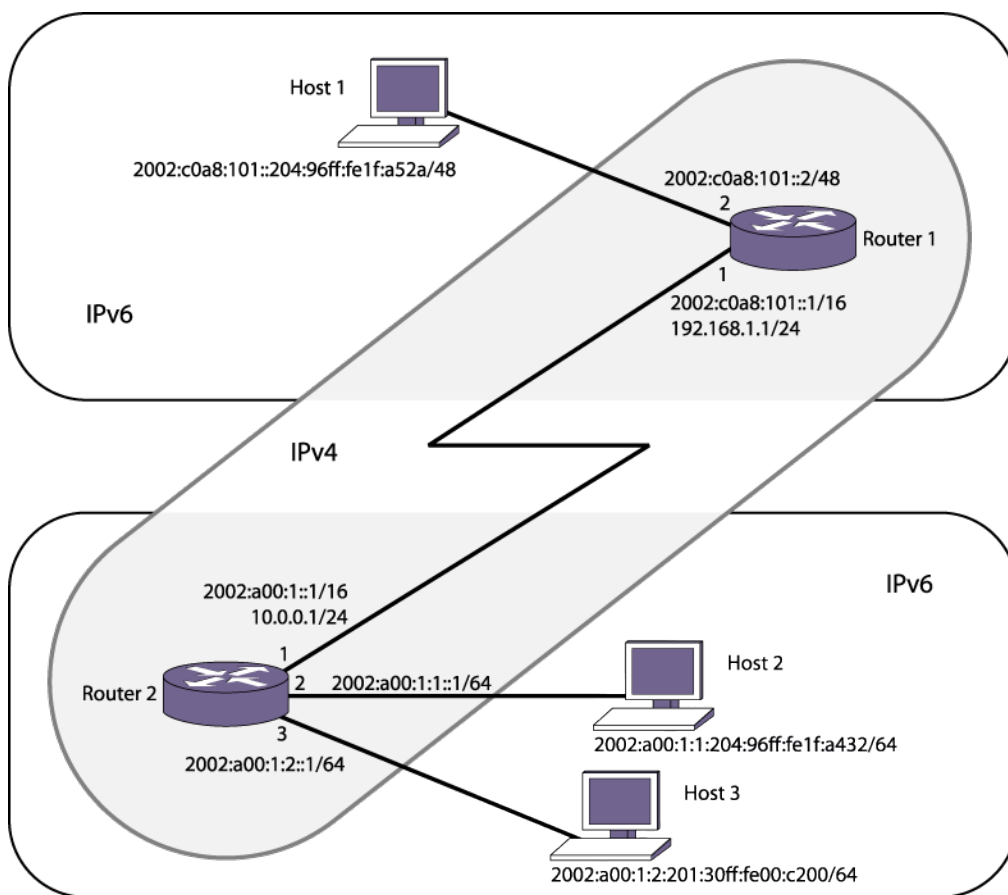 Host 1
2002:c0a8:101::204:96ff:fe1f:a52a/48
2002:c0a8:101::2/48
2
Router 1
1
2002:c0a8:101::1/16
192.168.1.1/24
IPv6
IPv4
IPv6
2002:a00:1::1/16
10.0.0.1/24
1
Router 2
2
2002:a00:1:1::1/64
Host 2
3
2002:a00:1:2::1/64
2002:a00:1:1:204:96ff:fe1f:a432/64
Host 3
2002:a00:1:2:201:30ff:fe00:c200/64